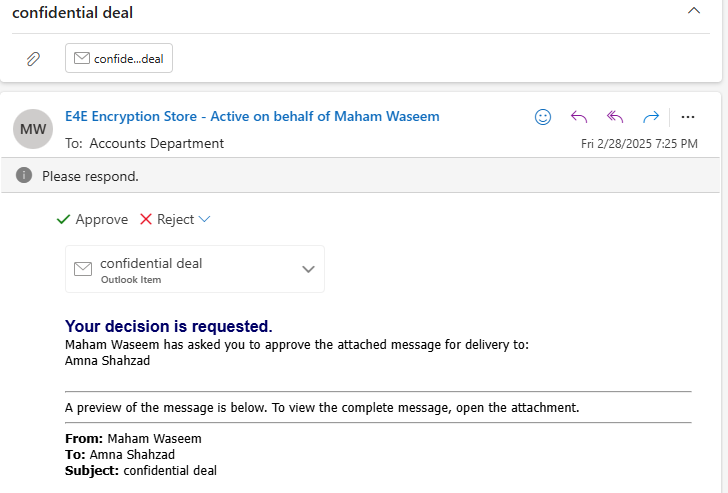 confidential deal
confide...deal
MW
E4E Encryption Store - Active on behalf of Maham Waseem
To: Accounts Department
Fri 2/28/2025 7:25 PM
Please respond.
Approve Reject
confidential deal
Outlook Item
Your decision is requested.
Maham Waseem has asked you to approve the attached message for delivery to:
Amna Shahzad
A preview of the message is below. To view the complete message, open the attachment.
From: Maham Waseem
To: Amna Shahzad
Subject: confidential deal